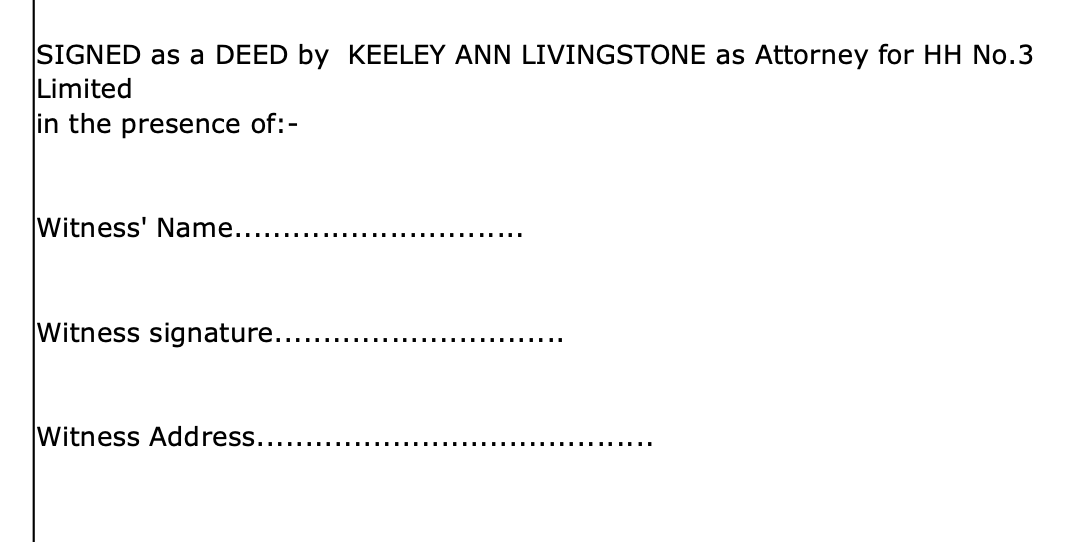 SIGNED as a DEED by  KEELEY ANN LIVINGSTONE as Attorney for HH No.3
Limited
in the presence of:-
Witness' Name..............................
Witness signature..............................
Witness Address.........................................